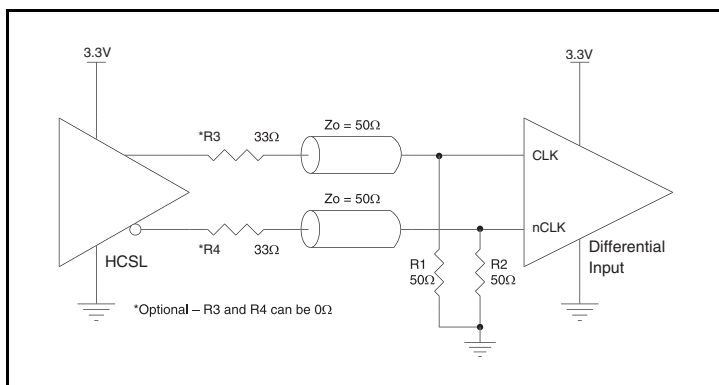 3.3V
3.3V
*R3
33Ω
Zo = 50Ω
CLK
Zo = 50Ω
*R4
33Ω
nCLK
HCSL
R1
50Ω
R2
50Ω
Differential
Input
*Optional – R3 and R4 can be 0Ω